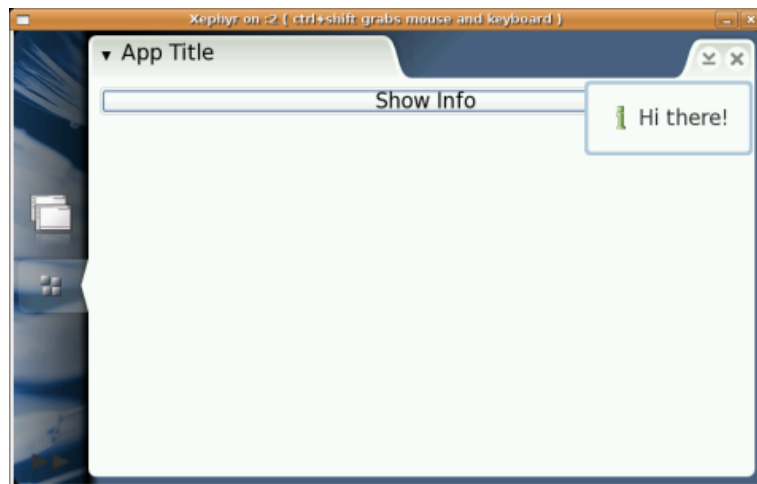 Xephyr on :2 ( ctrl+shift grabs mouse and keyboard )
App Title
Show Info
Hi there!